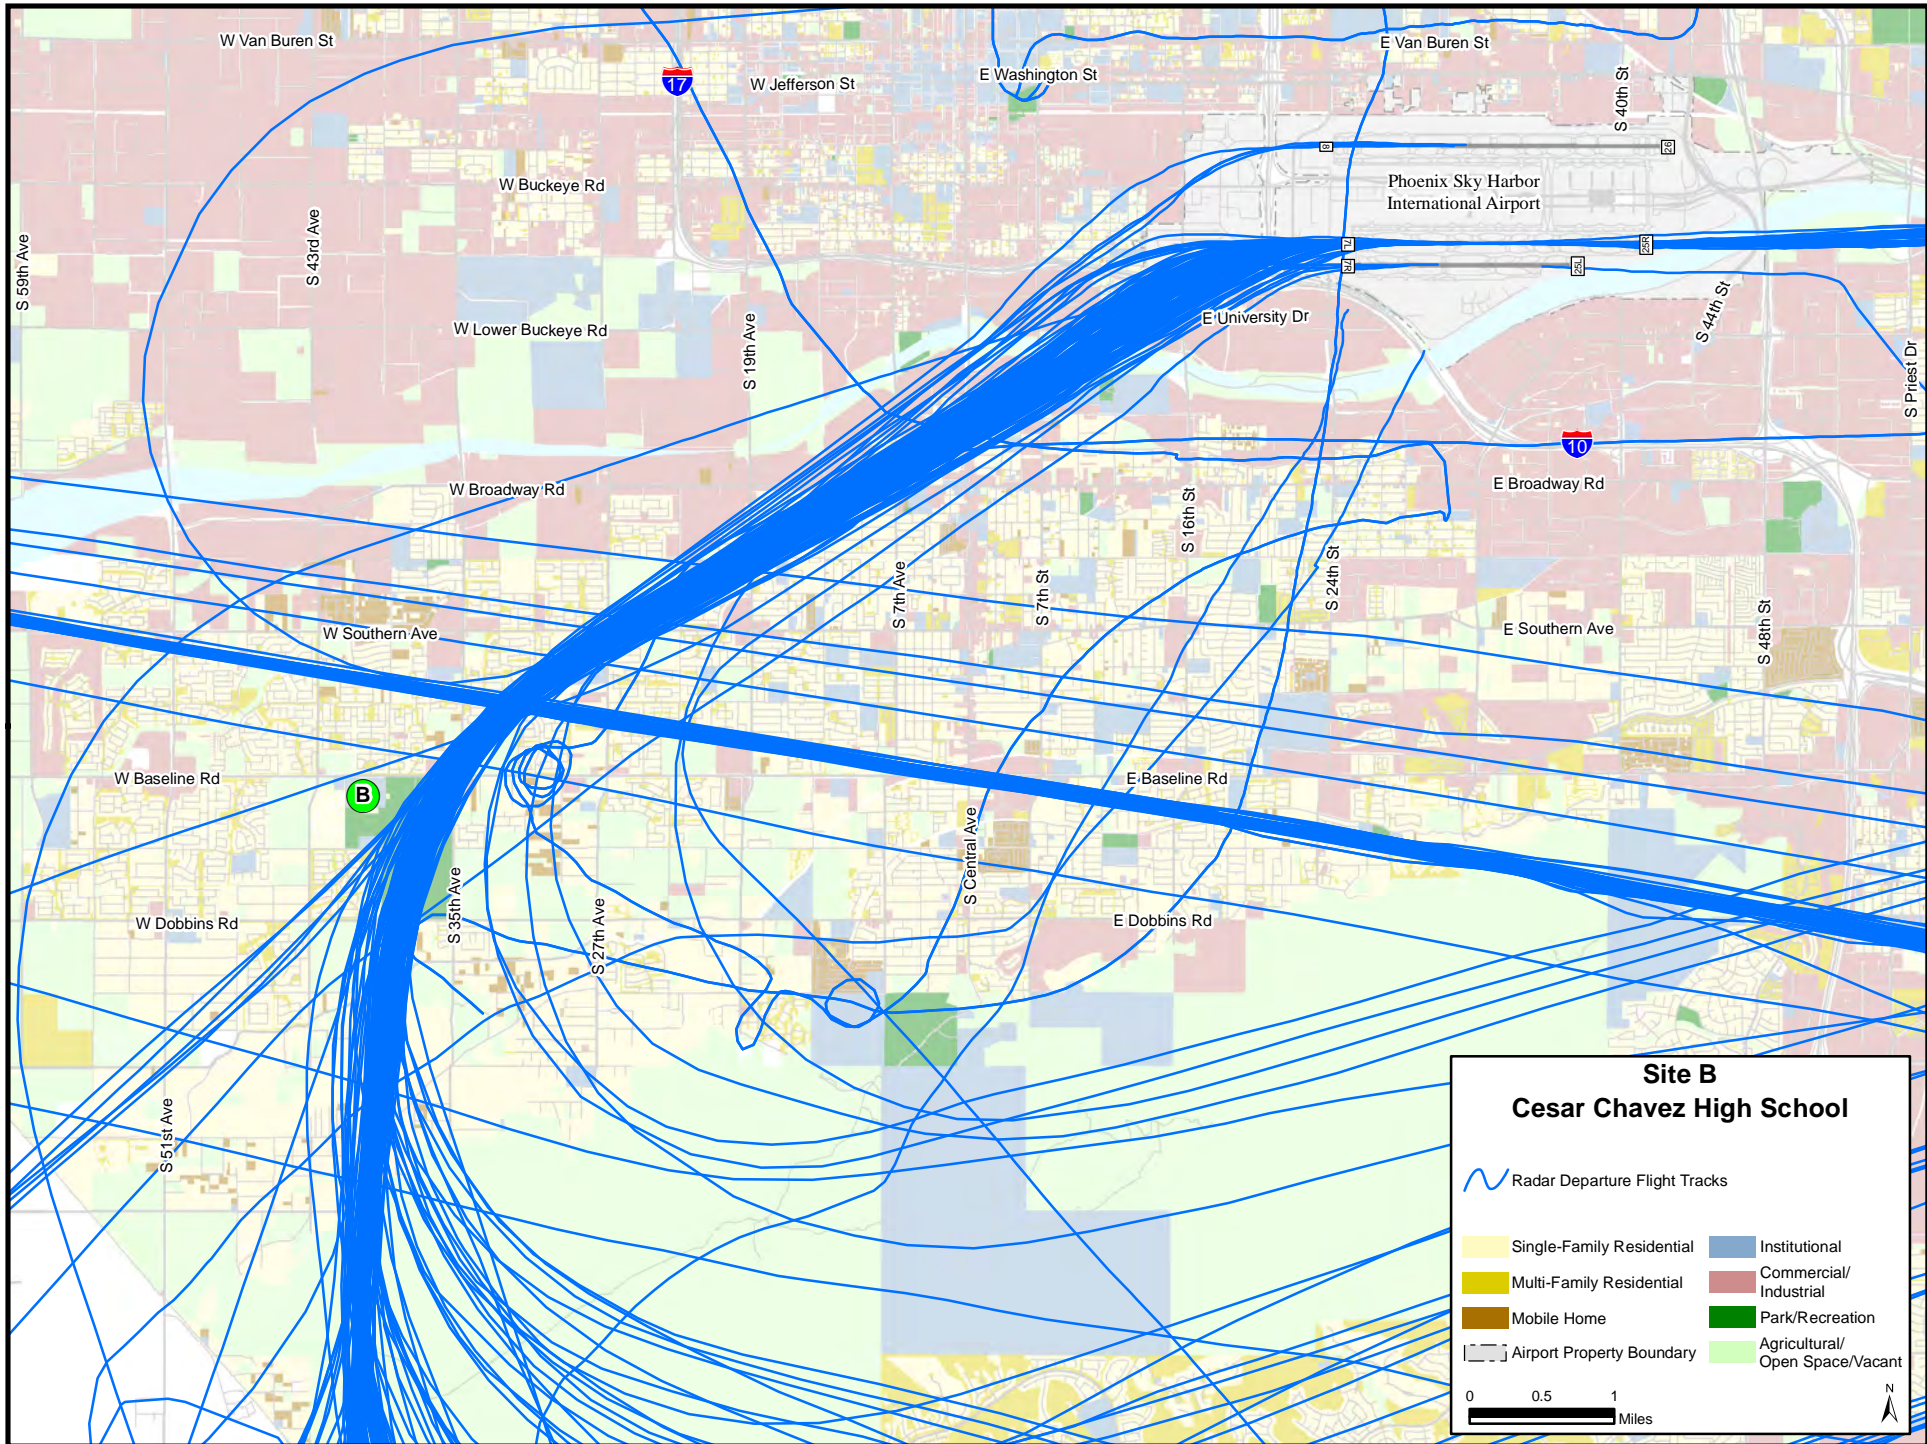 W Van Buren St
E Van Buren St
17
W Jefferson St
E Washington St
S 40th St
8
26
W Buckeye Rd
Phoenix Sky Harbor
International Airport
S 59th Ave
S 43rd Ave
7L
25R
7R
25L
W Lower Buckeye Rd
S 19th Ave
E University Dr
S 44th St
S Priest Dr
10
W Broadway Rd
E Broadway Rd
S 16th St
S 24th St
S 7th Ave
S 7th St
W Southern Ave
E Southern Ave
S 48th St
W Baseline Rd
B
E Baseline Rd
S Central Ave
W Dobbins Rd
S 35th Ave
S 27th Ave
E Dobbins Rd
S 51st Ave
Site B
Cesar Chavez High School
Radar Departure Flight Tracks
Single-Family Residential
Institutional
Multi-Family Residential
Commercial/
Industrial
Mobile Home
Park/Recreation
Airport Property Boundary
Agricultural/
Open Space/Vacant
0 0.5 1
Miles
N